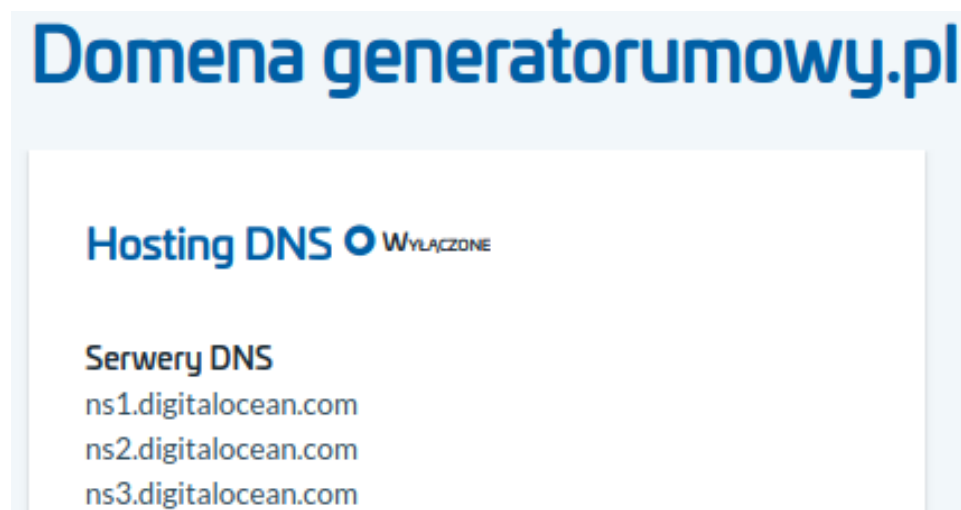 Domena generatorumowy.pl
Hosting DNS Wyłączone
Serwery DNS
ns1.digitalocean.com
ns2.digitalocean.com
ns3.digitalocean.com